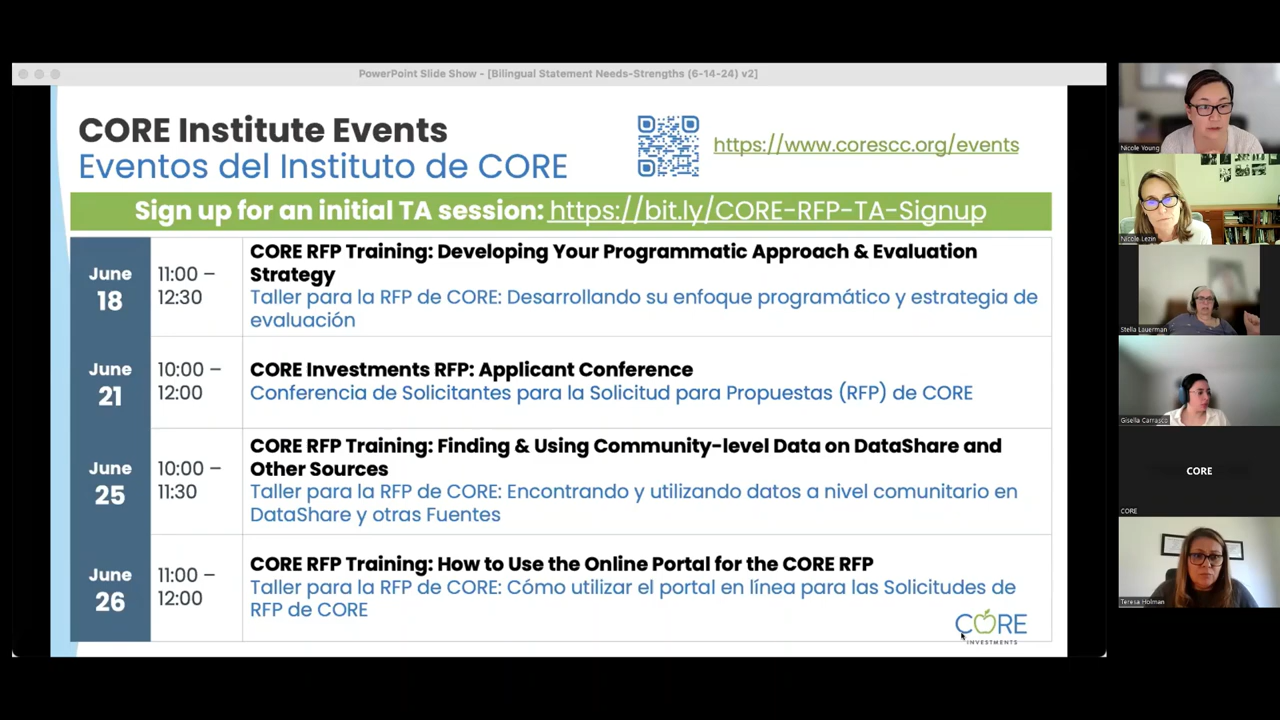 PowerPoint Slide Show - [Bilingual Statement Needs-Strengths (6-14-24) v2]
CORE Institute Events
Eventos del Instituto de CORE
https://www.corescc.org/events
Sign up for an initial TA session: https://bit.ly/CORE-RFP-TA-Signup
June
18
11:00 –
12:30
CORE RFP Training: Developing Your Programmatic Approach & Evaluation
Strategy
Taller para la RFP de CORE: Desarrollando su enfoque programático y estrategia de
evaluación
June
21
10:00 –
12:00
CORE Investments RFP: Applicant Conference
Conferencia de Solicitantes para la Solicitud para Propuestas (RFP) de CORE
June
25
10:00 –
11:30
CORE RFP Training: Finding & Using Community-level Data on DataShare and
Other Sources
Taller para la RFP de CORE: Encontrando y utilizando datos a nivel comunitario en
DataShare y otras Fuentes
June
26
11:00 –
12:00
CORE RFP Training: How to Use the Online Portal for the CORE RFP
Taller para la RFP de CORE: Cómo utilizar el portal en línea para las Solicitudes de
RFP de CORE
CORE
INVESTMENTS
Nicole Young
Nicole Lezin
Stella Lauerman
Gisella Carrasco
CORE
CORE
Teresa Holman